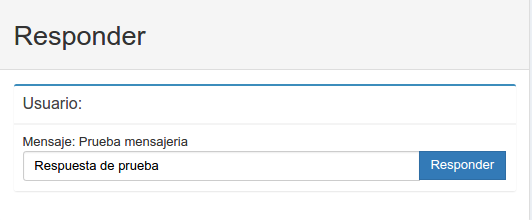 Responder
Usuario:
Mensaje: Prueba mensajeria
Respuesta de prueba
Responder